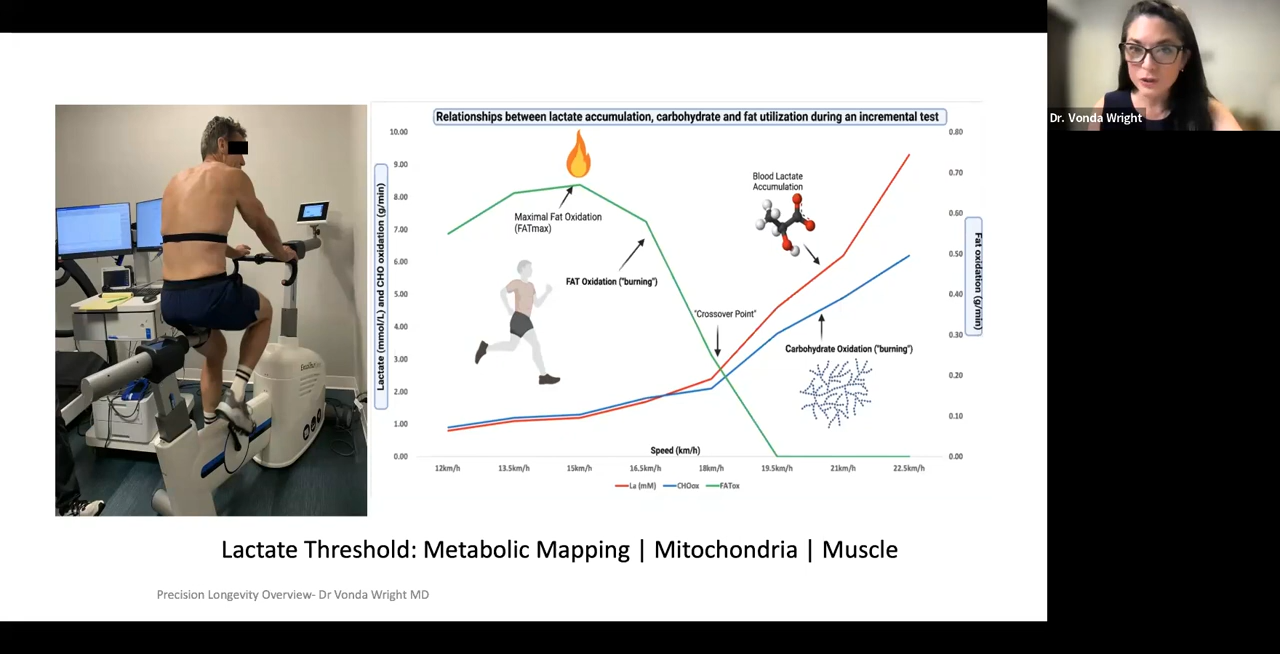 Dr. Vonda Wright
Relationships between lactate accumulation, carbohydrate and fat utilization during an incremental test
Lactate (mmol/L) and CHO oxidation (g/min)
10.00
9.00
8.00
7.00
6.00
5.00
4.00
3.00
2.00
1.00
0.00
Maximal Fat Oxidation
(FATmax)
FAT Oxidation ("burning")
"Crossover Point"
Blood Lactate
Accumulation
Carbohydrate Oxidation ("burning")
0.80
0.70
0.60
0.50
0.40
0.30
0.20
0.10
0.00
Fat oxidation (g/min)
Speed (km/h)
12km/h 13.5km/h 15km/h 16.5km/h 18km/h 19.5km/h 21km/h 22.5km/h
La (mM) CHOox FATox
Lactate Threshold: Metabolic Mapping | Mitochondria | Muscle
Precision Longevity Overview- Dr Vonda Wright MD